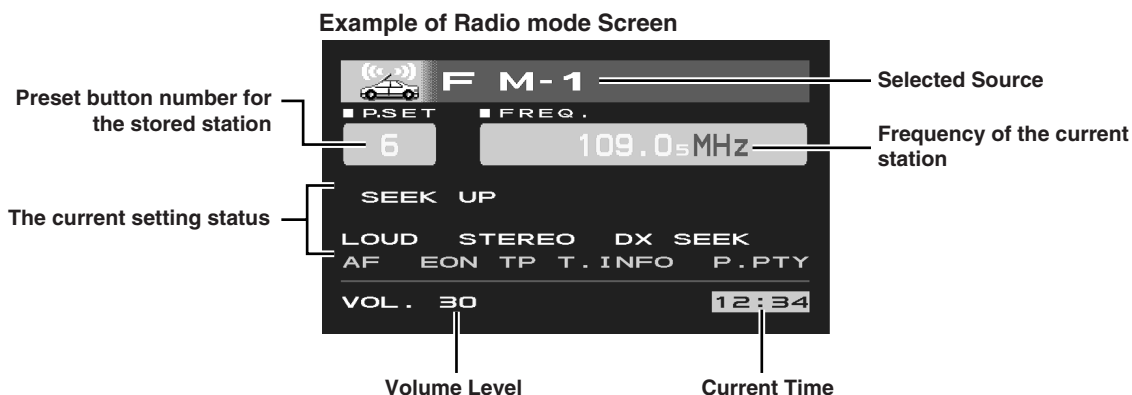 Example of Radio mode Screen
F M-1
Selected Source
Preset button number for
the stored station
P.SET
FREQ.
6
109.05MHz
Frequency of the current
station
The current setting status
SEEK UP
LOUD STEREO DX SEEK
AF EON TP T.INFO P.PTY
VOL. 30
12:34
Volume Level
Current Time